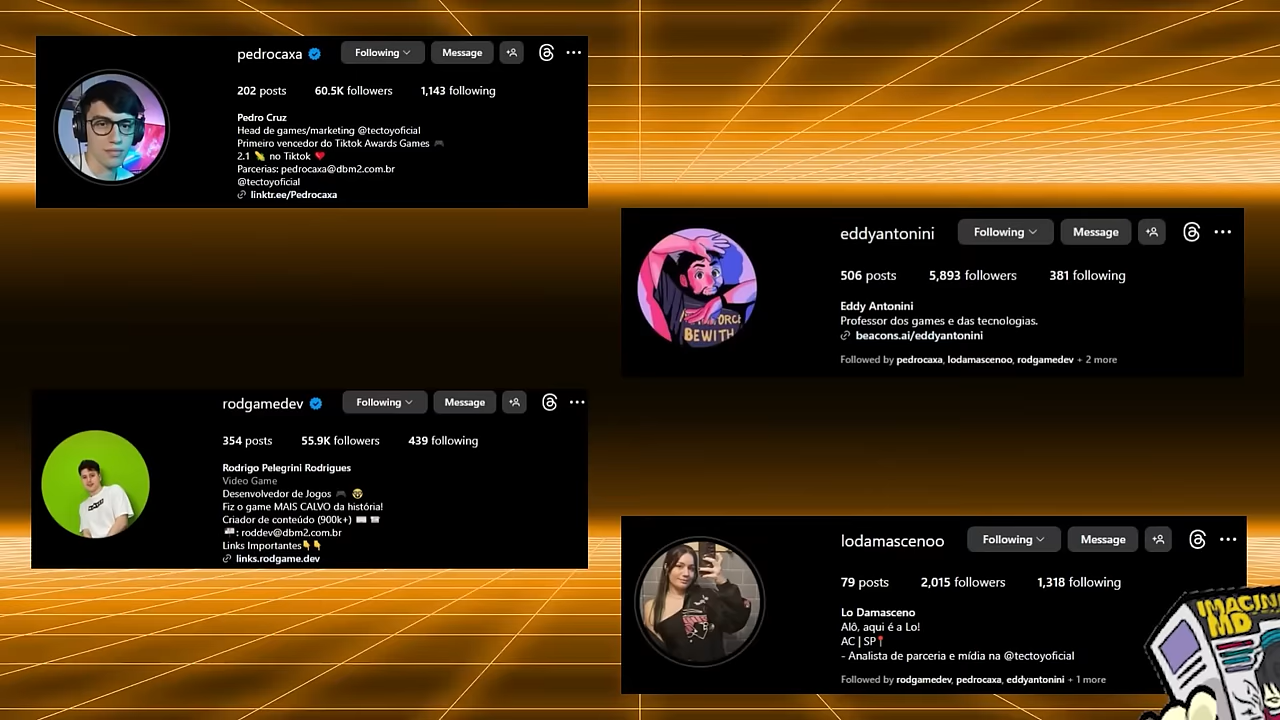 pedrocaxa Following Message
202 posts 60.5K followers 1,143 following
Pedro Cruz
Head de games/marketing @tectoyoficial
Primeiro vencedor do Tiktok Awards Games 🎮
2.1 🌽 no Tiktok ❤️
Parcerias: pedrocaxa@dbm2.com.br
@tectoyoficial
linktr.ee/Pedrocaxa
eddyantonini Following Message
506 posts 5,893 followers 381 following
Eddy Antonini
Professor dos games e das tecnologias.
beacons.ai/eddyantonini
Followed by pedrocaxa, lodamascenoo, rodgamedev + 2 more
BEWITH
rodgamedev Following Message
354 posts 55.9K followers 439 following
Rodrigo Pelegrini Rodrigues
Video Game
Desenvolvedor de Jogos 🎮 🤓
Fiz o game MAIS CALVO da história!
Criador de conteúdo (900k+)
: roddev@dbm2.com.br
Links Importantes👇👇
links.rodgame.dev
lodamascenoo Following Message
79 posts 2,015 followers 1,318 following
Lo Damasceno
Alô, aqui é a Lo!
AC | SP📍
- Analista de parceria e mídia na @tectoyoficial
Followed by rodgamedev, pedrocaxa, eddyantonini + 1 more
IMAGIN
MD